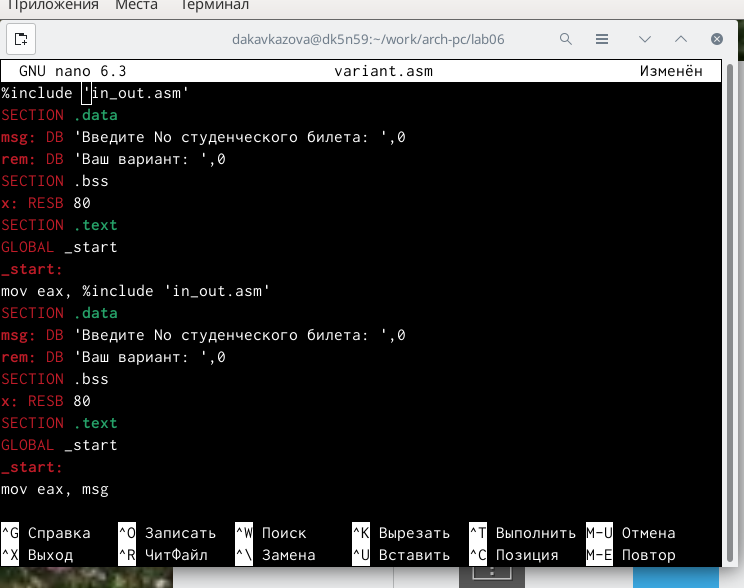 Приложения Места Терминал
dakavkazova@dk5n59:~/work/arch-pc/lab06
GNU nano 6.3 variant.asm Изменён
%include 'in_out.asm'
SECTION .data
msg: DB 'Введите No студенческого билета: ',0
rem: DB 'Ваш вариант: ',0
SECTION .bss
x: RESB 80
SECTION .text
GLOBAL _start
_start:
mov eax, %include 'in_out.asm'
SECTION .data
msg: DB 'Введите No студенческого билета: ',0
rem: DB 'Ваш вариант: ',0
SECTION .bss
x: RESB 80
SECTION .text
GLOBAL _start
_start:
mov eax, msg
^G Справка ^O Записать ^W Поиск ^K Вырезать ^T Выполнить M-U Отмена
^X Выход ^R ЧитФайл ^\ Замена ^U Вставить ^C Позиция M-E Повтор